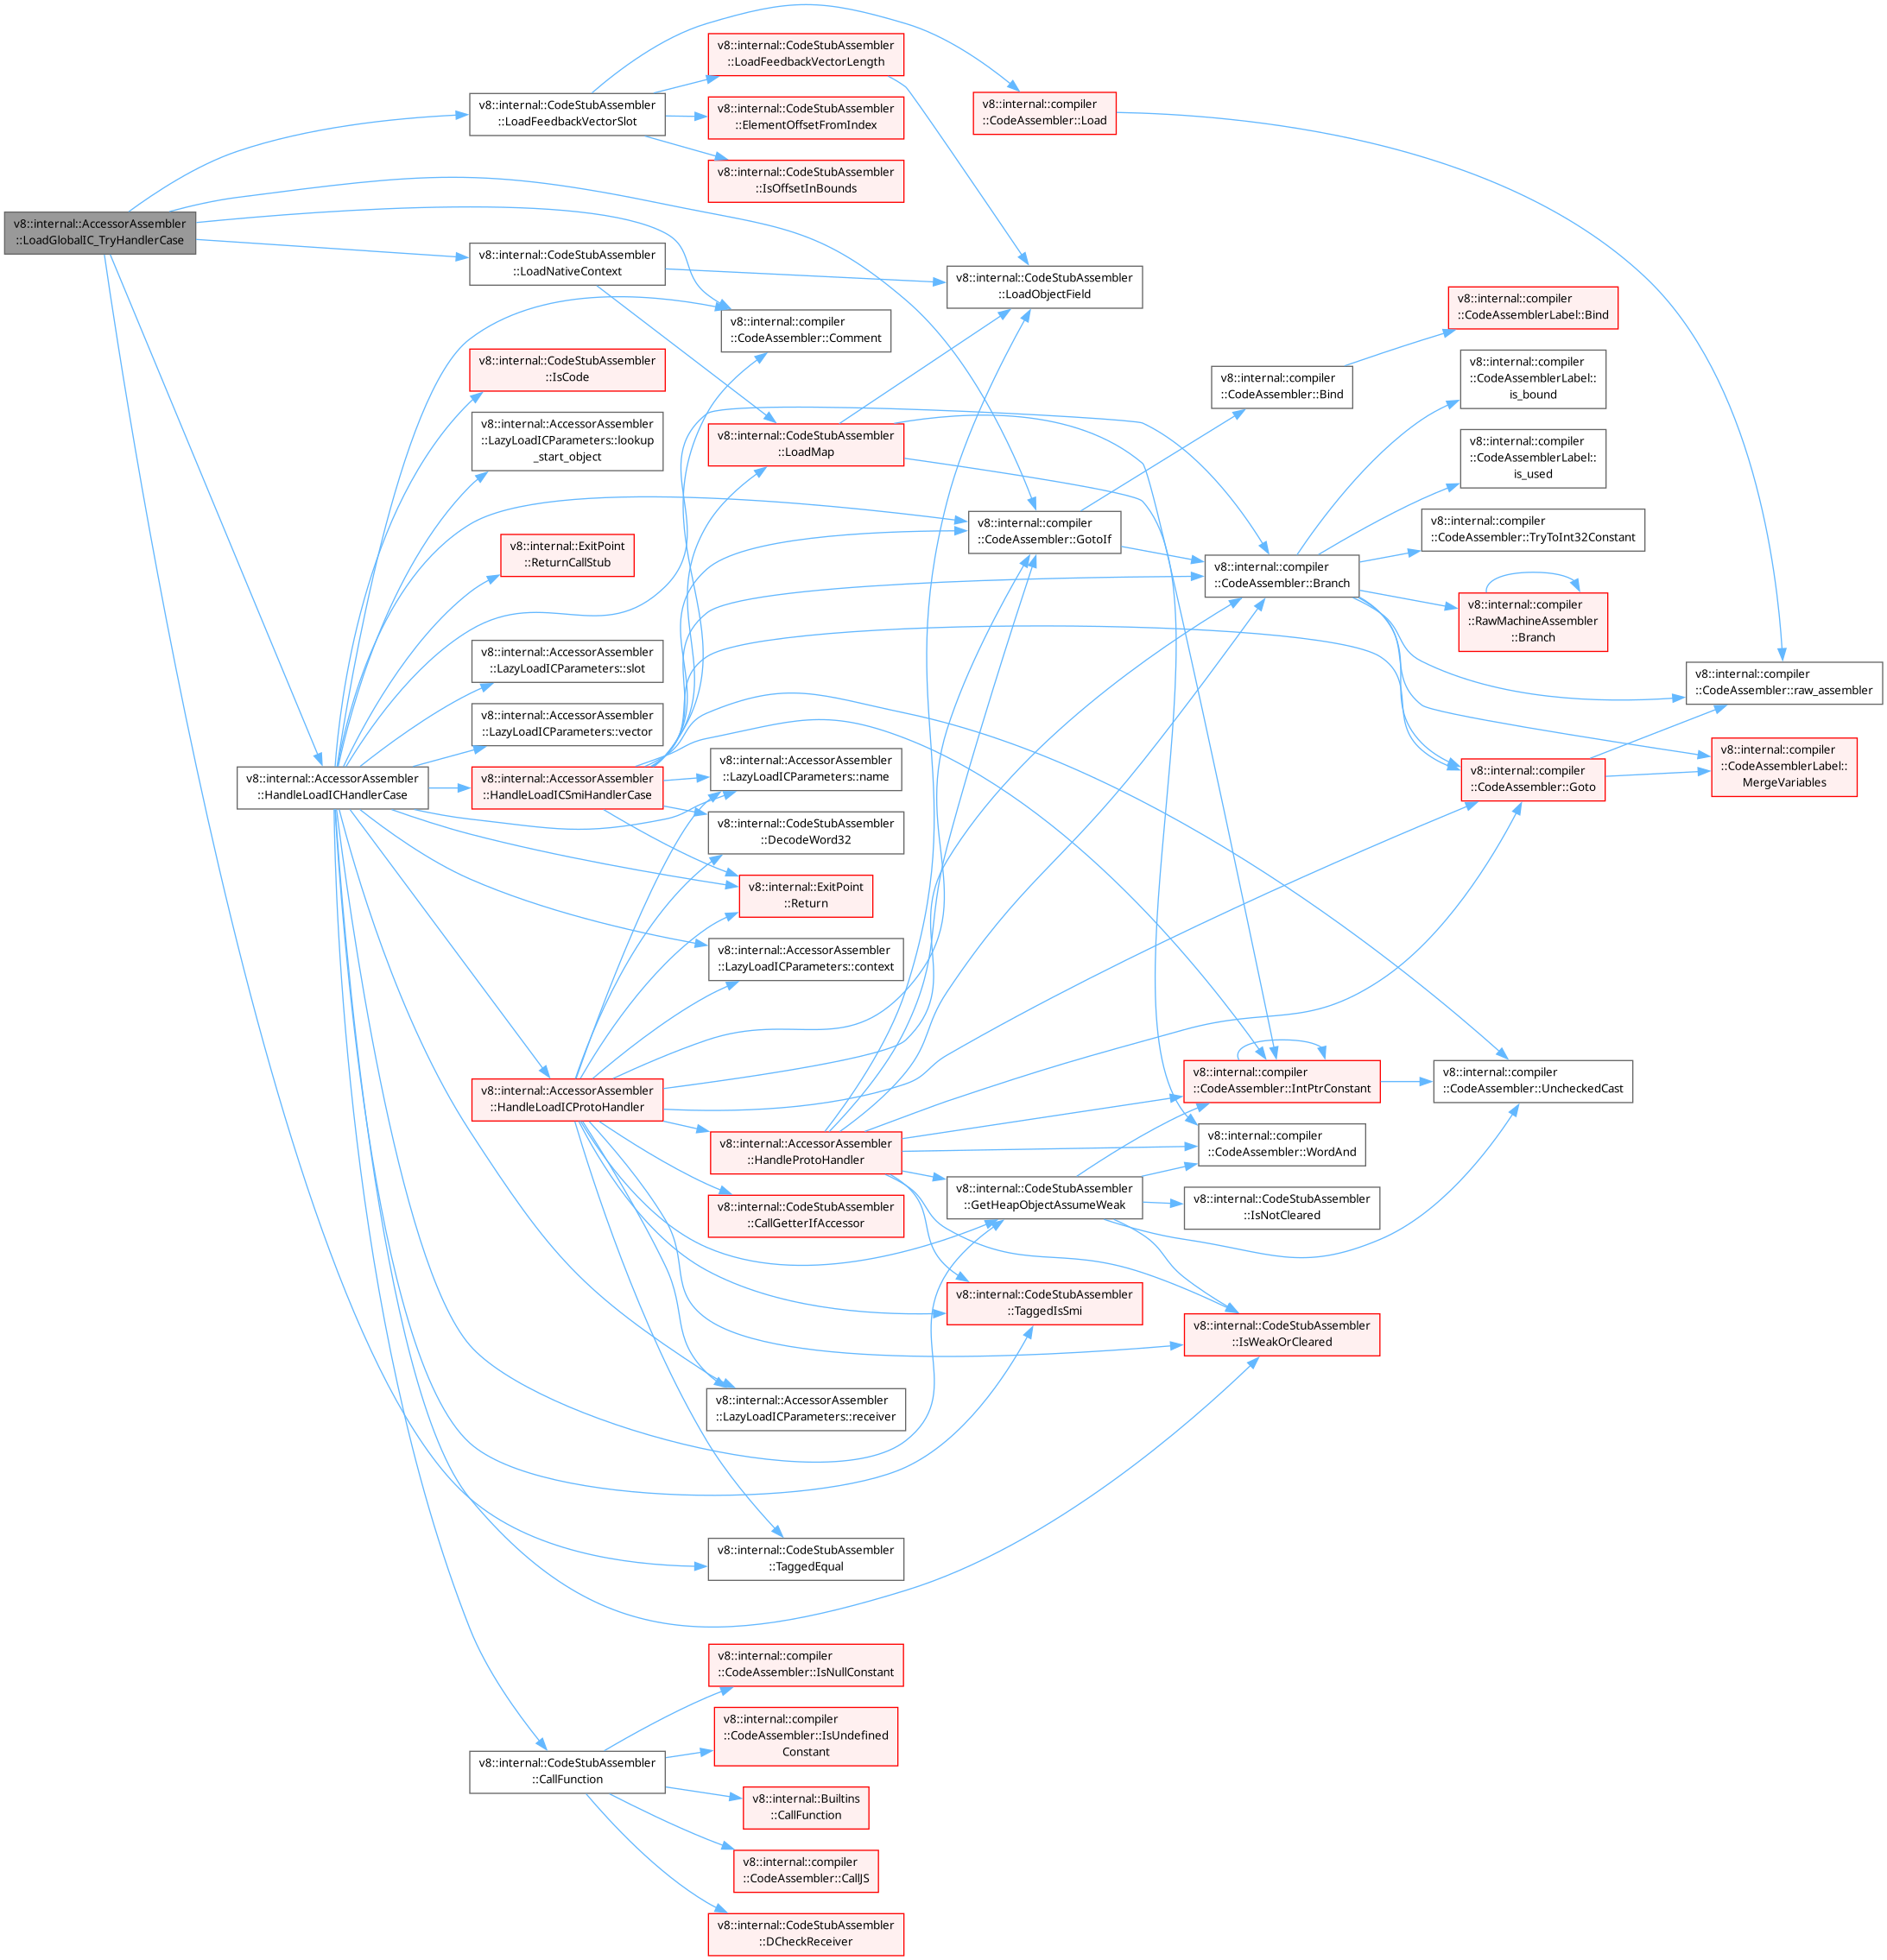 v8::internal::AccessorAssembler
::LoadGlobalIC_TryHandlerCase
v8::internal::CodeStubAssembler
::LoadFeedbackVectorSlot
v8::internal::CodeStubAssembler
::LoadFeedbackVectorLength
v8::internal::CodeStubAssembler
::ElementOffsetFromIndex
v8::internal::CodeStubAssembler
::IsOffsetInBounds
v8::internal::compiler
::CodeAssembler::Load
v8::internal::CodeStubAssembler
::LoadNativeContext
v8::internal::CodeStubAssembler
::LoadObjectField
v8::internal::compiler
::CodeAssembler::Comment
v8::internal::CodeStubAssembler
::IsCode
v8::internal::AccessorAssembler
::LazyLoadICParameters::lookup
_start_object
v8::internal::CodeStubAssembler
::LoadMap
v8::internal::ExitPoint
::ReturnCallStub
v8::internal::compiler
::CodeAssembler::GotoIf
v8::internal::compiler
::CodeAssembler::Bind
v8::internal::compiler
::CodeAssemblerLabel::Bind
v8::internal::compiler
::CodeAssemblerLabel::
is_bound
v8::internal::compiler
::CodeAssemblerLabel::
is_used
v8::internal::compiler
::CodeAssembler::TryToInt32Constant
v8::internal::compiler
::CodeAssembler::Branch
v8::internal::compiler
::RawMachineAssembler
::Branch
v8::internal::compiler
::CodeAssembler::raw_assembler
v8::internal::compiler
::CodeAssembler::Goto
v8::internal::compiler
::CodeAssemblerLabel::
MergeVariables
v8::internal::AccessorAssembler
::LazyLoadICParameters::slot
v8::internal::AccessorAssembler
::LazyLoadICParameters::vector
v8::internal::AccessorAssembler
::HandleLoadICHandlerCase
v8::internal::AccessorAssembler
::HandleLoadICSmiHandlerCase
v8::internal::AccessorAssembler
::LazyLoadICParameters::name
v8::internal::CodeStubAssembler
::DecodeWord32
v8::internal::ExitPoint
::Return
v8::internal::AccessorAssembler
::LazyLoadICParameters::context
v8::internal::AccessorAssembler
::HandleLoadICProtoHandler
v8::internal::AccessorAssembler
::HandleProtoHandler
v8::internal::CodeStubAssembler
::CallGetterIfAccessor
v8::internal::compiler
::CodeAssembler::IntPtrConstant
v8::internal::compiler
::CodeAssembler::UncheckedCast
v8::internal::compiler
::CodeAssembler::WordAnd
v8::internal::CodeStubAssembler
::GetHeapObjectAssumeWeak
v8::internal::CodeStubAssembler
::IsNotCleared
v8::internal::CodeStubAssembler
::TaggedIsSmi
v8::internal::CodeStubAssembler
::IsWeakOrCleared
v8::internal::AccessorAssembler
::LazyLoadICParameters::receiver
v8::internal::CodeStubAssembler
::TaggedEqual
v8::internal::CodeStubAssembler
::CallFunction
v8::internal::compiler
::CodeAssembler::IsNullConstant
v8::internal::compiler
::CodeAssembler::IsUndefined
Constant
v8::internal::Builtins
::CallFunction
v8::internal::compiler
::CodeAssembler::CallJS
v8::internal::CodeStubAssembler
::DCheckReceiver